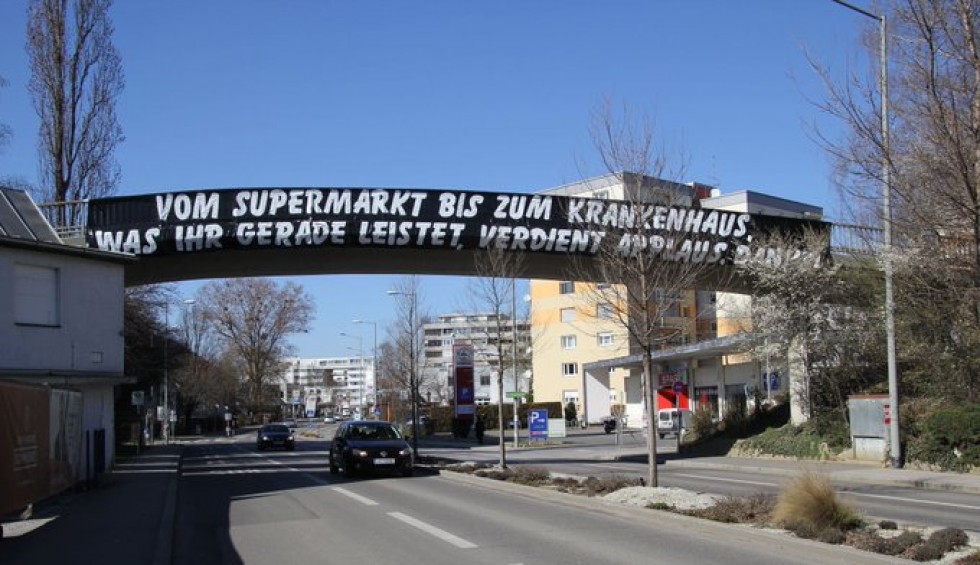 VOM SUPERMARKT BIS ZUM KRANKENHAUS,
WAS IHR GERADE LEISTET, VERDIENT APPLAUS.
P